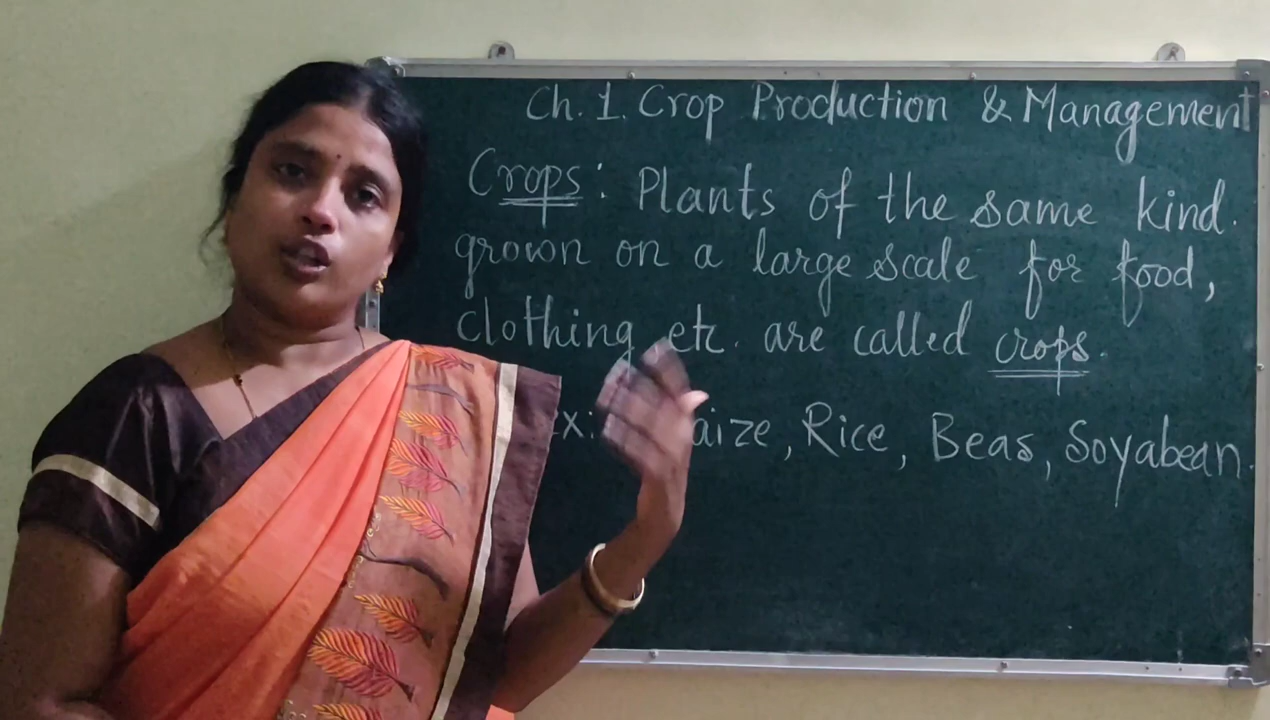 Ch. 1. Crop Production & Management
Crops: Plants of the same kind.
grown on a large scale for food,
clothing etc. are called crops.
Rice, Beas, Soyabean.